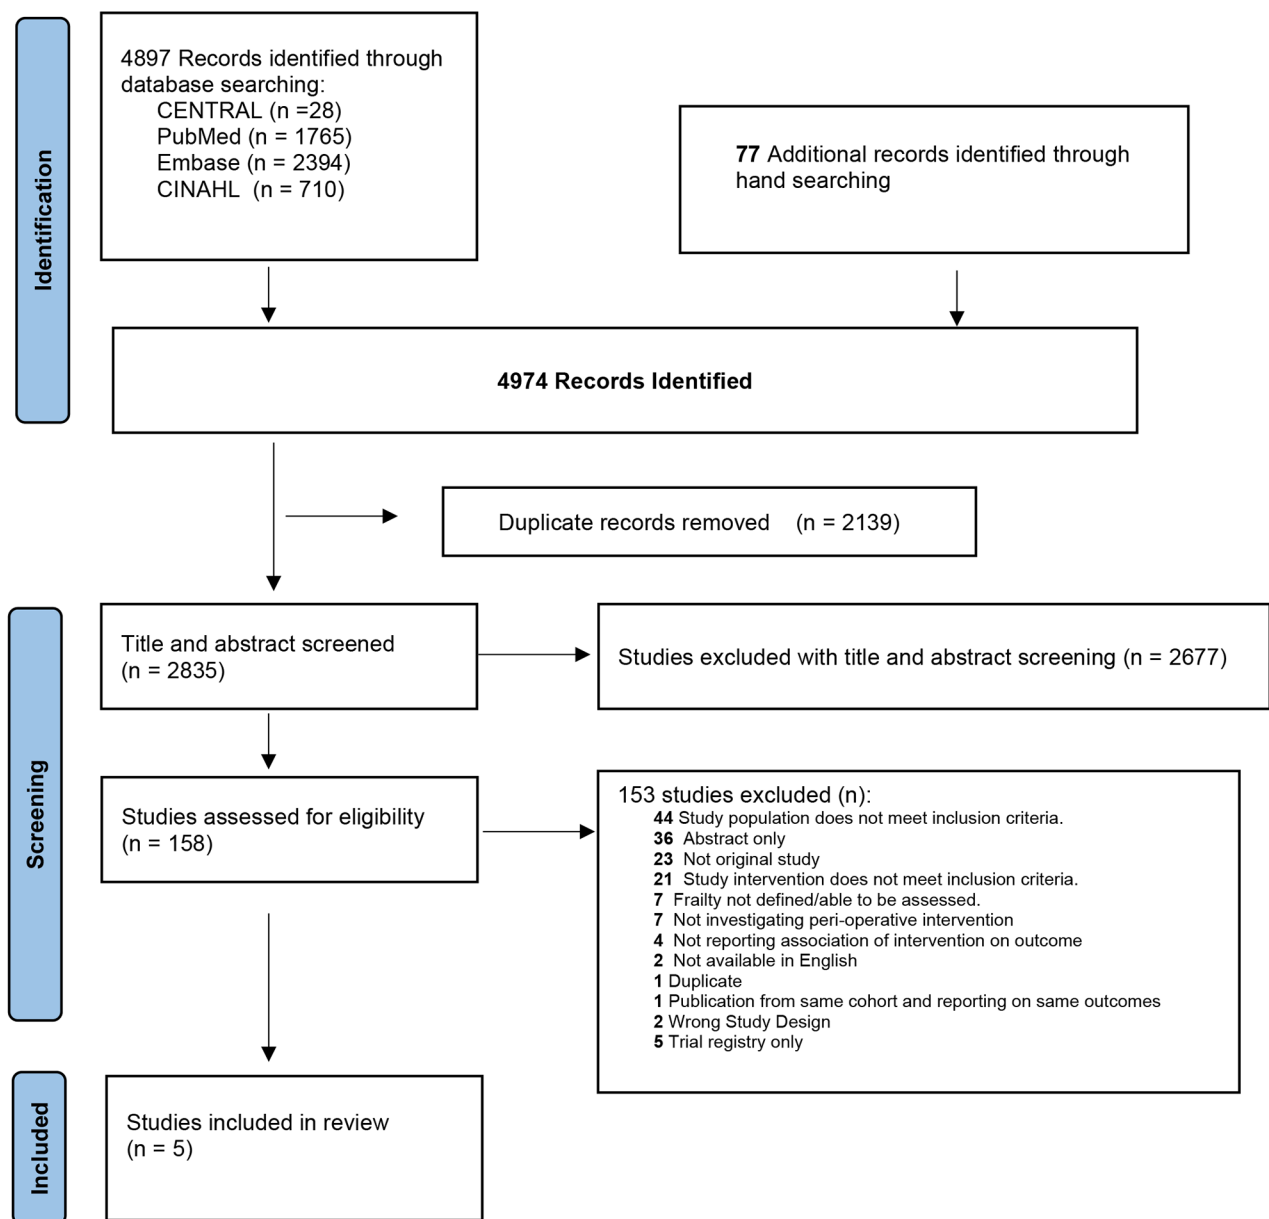 Identification
4897 Records identified through
database searching:
CENTRAL (n =28)
PubMed (n = 1765)
Embase (n = 2394)
CINAHL (n = 710)
77 Additional records identified through
hand searching
4974 Records Identified
Duplicate records removed (n = 2139)
Screening
Title and abstract screened
(n = 2835)
Studies excluded with title and abstract screening (n = 2677)
Studies assessed for eligibility
(n = 158)
153 studies excluded (n):
44 Study population does not meet inclusion criteria.
36 Abstract only
23 Not original study
21 Study intervention does not meet inclusion criteria.
7 Frailty not defined/able to be assessed.
7 Not investigating peri-operative intervention
4 Not reporting association of intervention on outcome
2 Not available in English
1 Duplicate
1 Publication from same cohort and reporting on same outcomes
2 Wrong Study Design
5 Trial registry only
Included
Studies included in review
(n = 5)